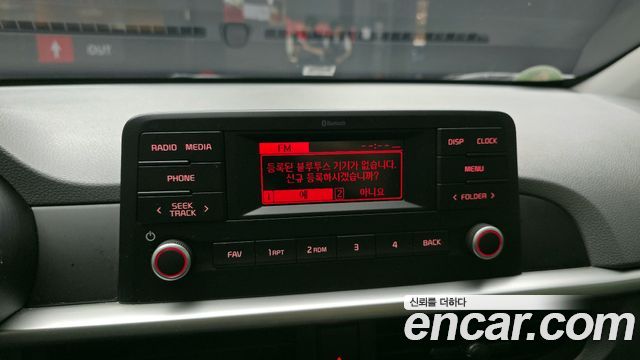 OUT
Bluetooth
RADIO MEDIA
PHONE
SEEK
TRACK
FM
--:--
등록된 블루투스 기기가 없습니다.
신규 등록하시겠습니까?
1 예 2 아니요
DISP CLOCK
MENU
FOLDER
FAV 1 RPT 2 RDM 3 4 BACK
신뢰를 더하다
encar.com